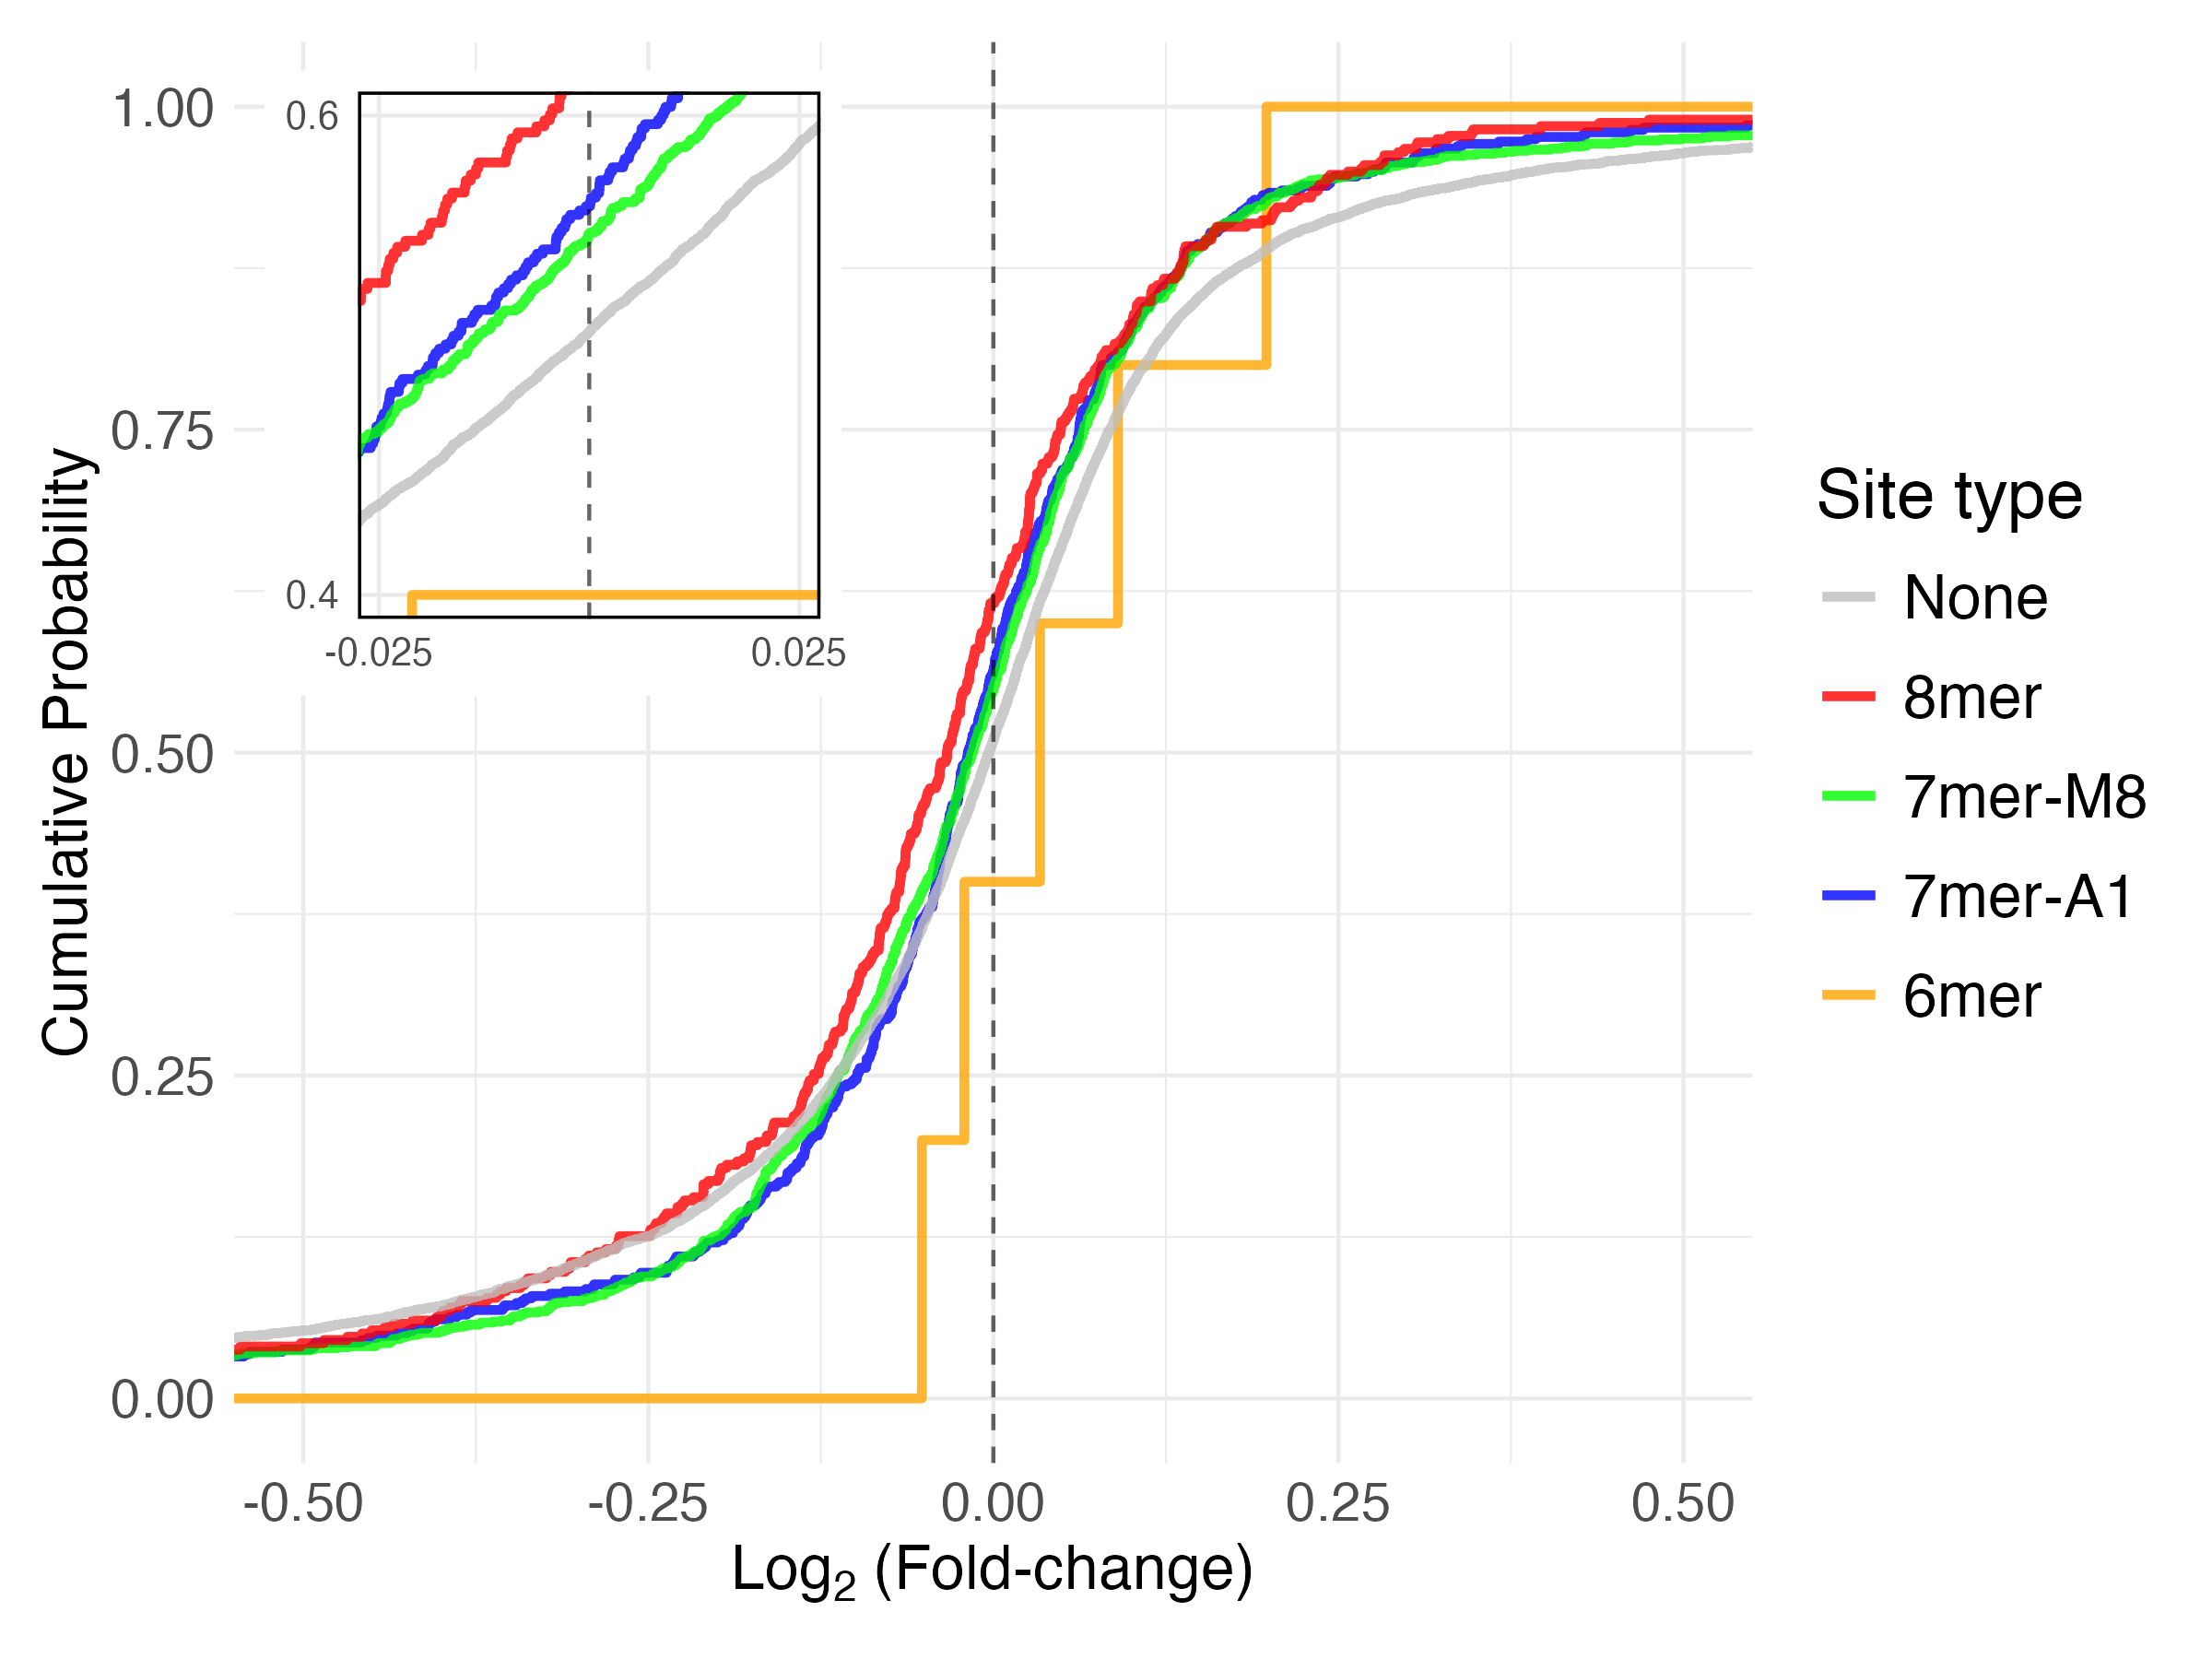 1.00
0.75
0.50
0.25
0.00
Cumulative Probability
0.6
0.4
-0.025 0.025
-0.50 -0.25 0.00 0.25 0.50
Log₂ (Fold-change)
Site type
None
8mer
7mer-M8
7mer-A1
6mer